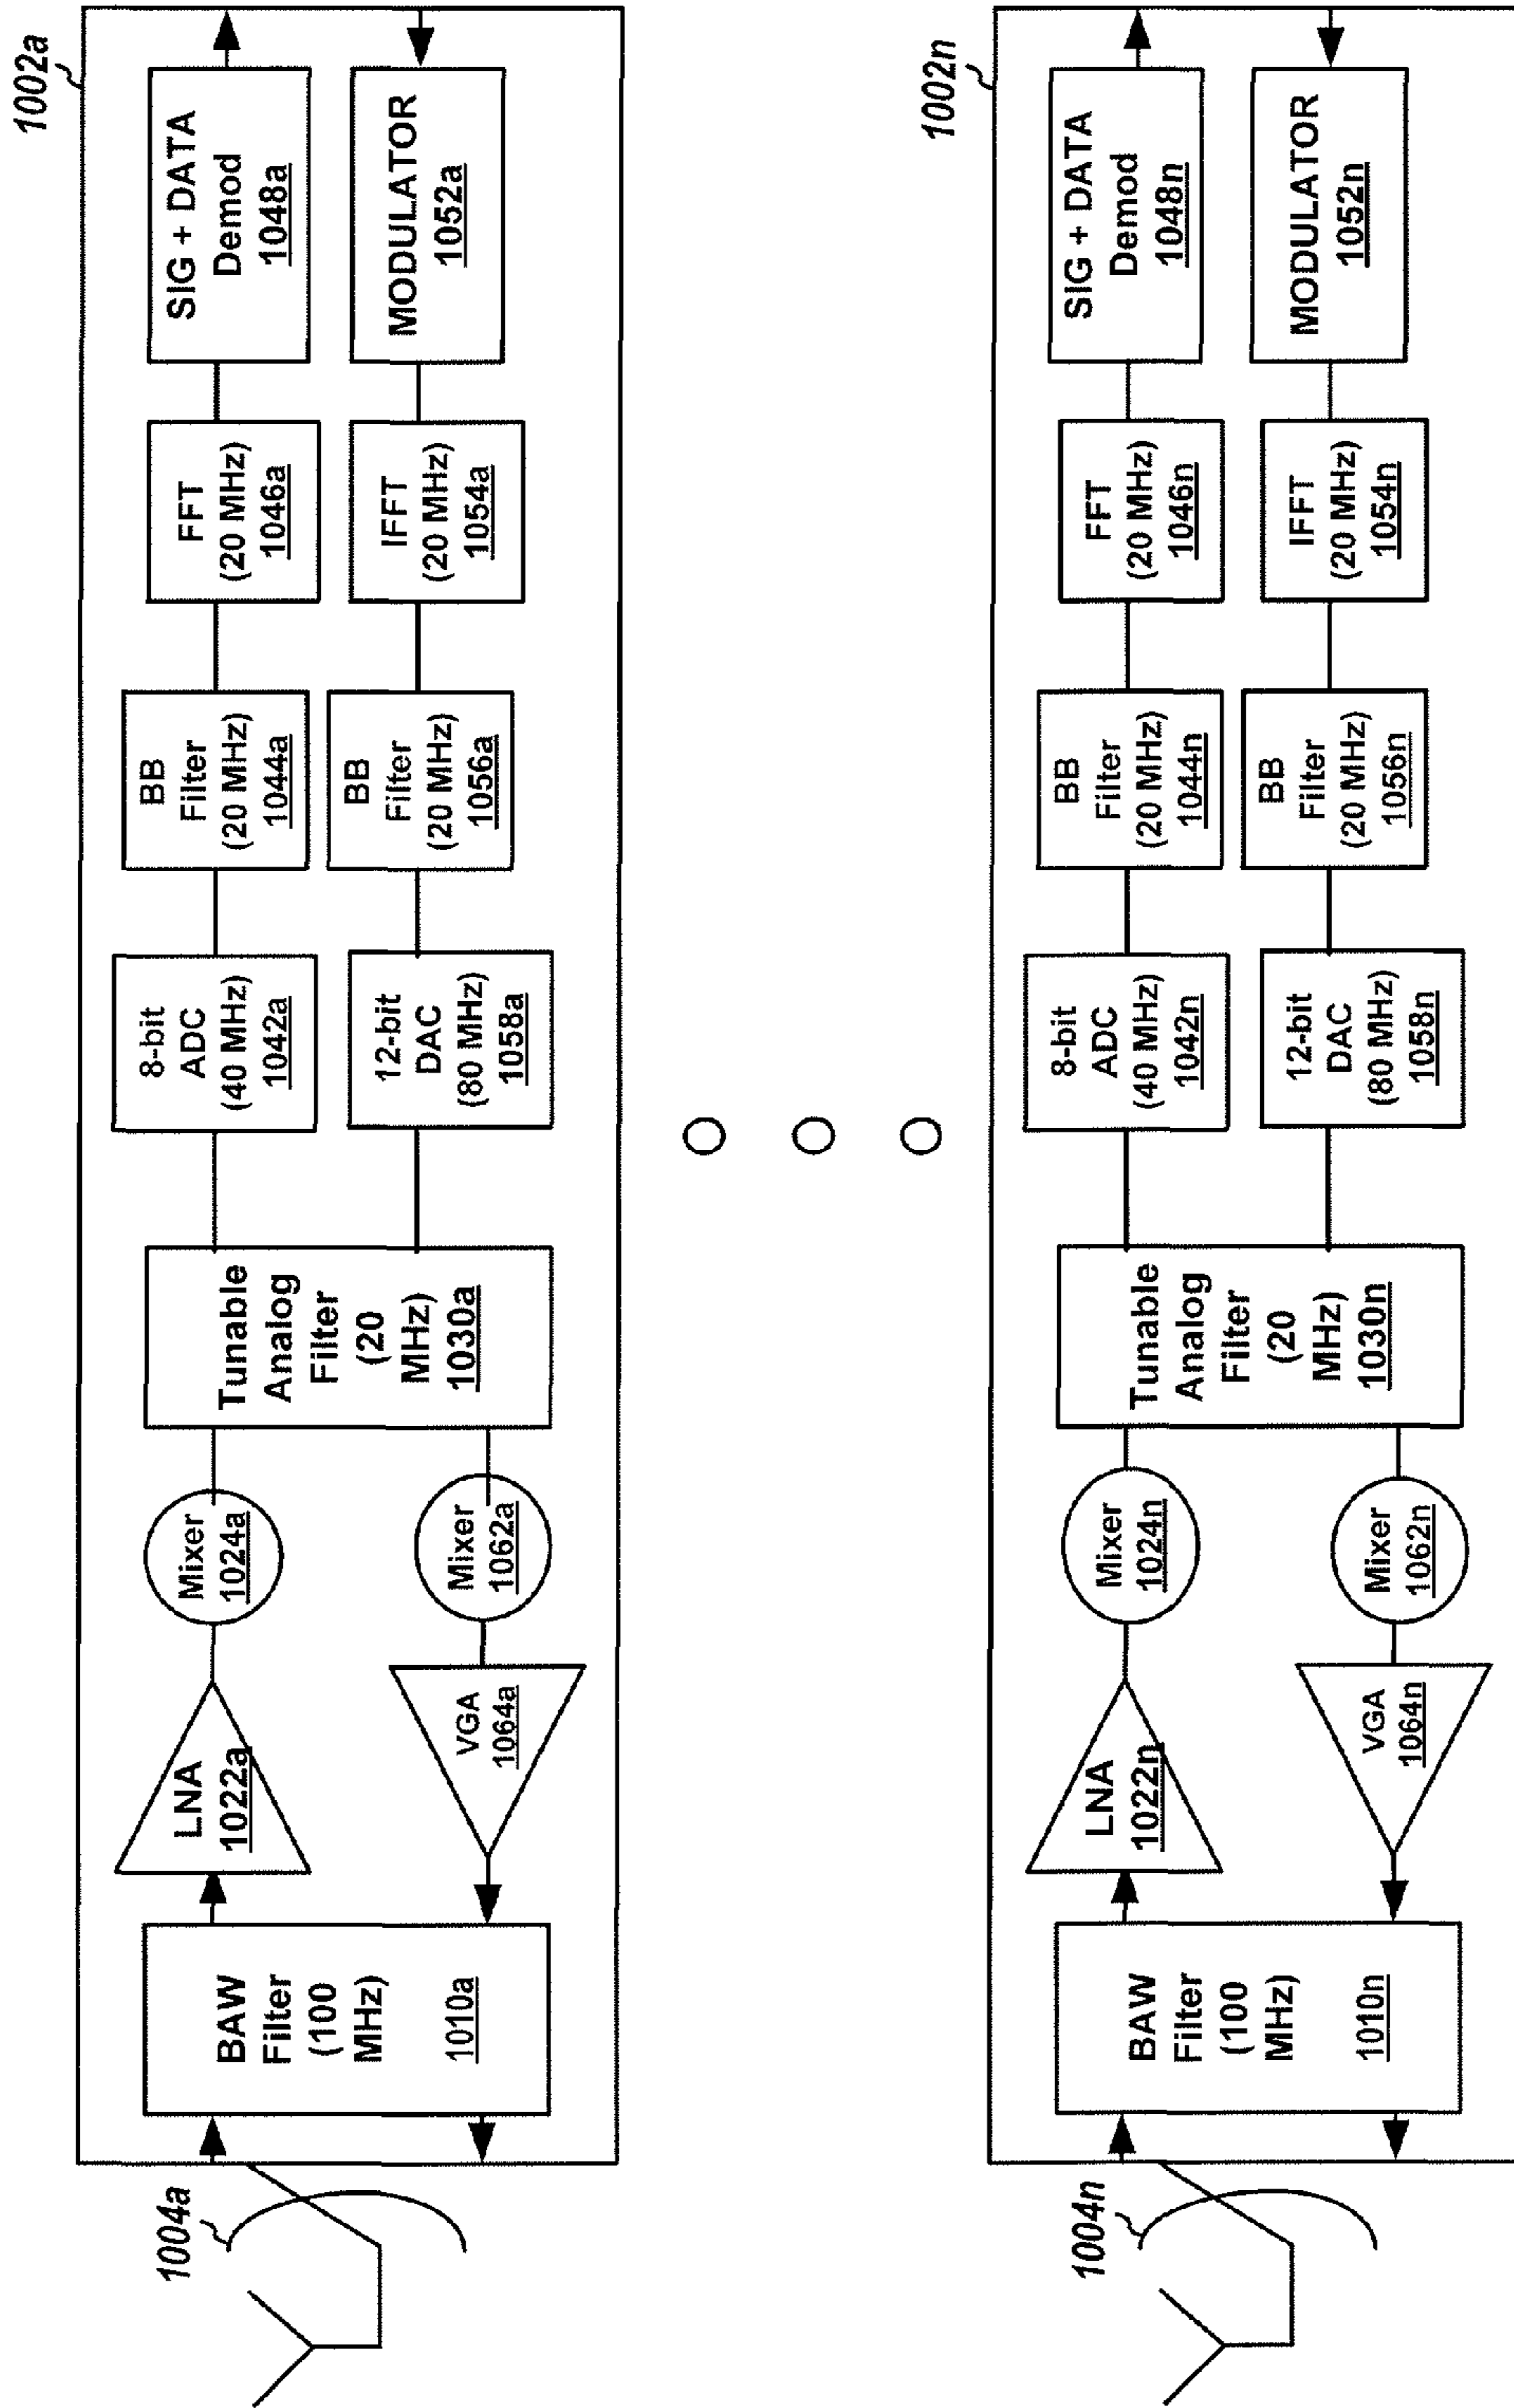 1002a
1004a
BAW
Filter
(100
MHz)
1010a
LNA
1022a
Mixer
1024a
VGA
1064a
Mixer
1062a
Tunable
Analog
Filter
(20
MHz)
1030a
8-bit
ADC
(40 MHz)
1042a
BB
Filter
(20 MHz)
1044a
FFT
(20 MHz)
1046a
SIG + DATA
Demod
1048a
12-bit
DAC
(80 MHz)
1058a
BB
Filter
(20 MHz)
1056a
IFFT
(20 MHz)
1054a
MODULATOR
1052a
1002n
1004n
BAW
Filter
(100
MHz)
1010n
LNA
1022n
Mixer
1024n
VGA
1064n
Mixer
1062n
Tunable
Analog
Filter
(20
MHz)
1030n
8-bit
ADC
(40 MHz)
1042n
BB
Filter
(20 MHz)
1044n
FFT
(20 MHz)
1046n
SIG + DATA
Demod
1048n
12-bit
DAC
(80 MHz)
1058n
BB
Filter
(20 MHz)
1056n
IFFT
(20 MHz)
1054n
MODULATOR
1052n